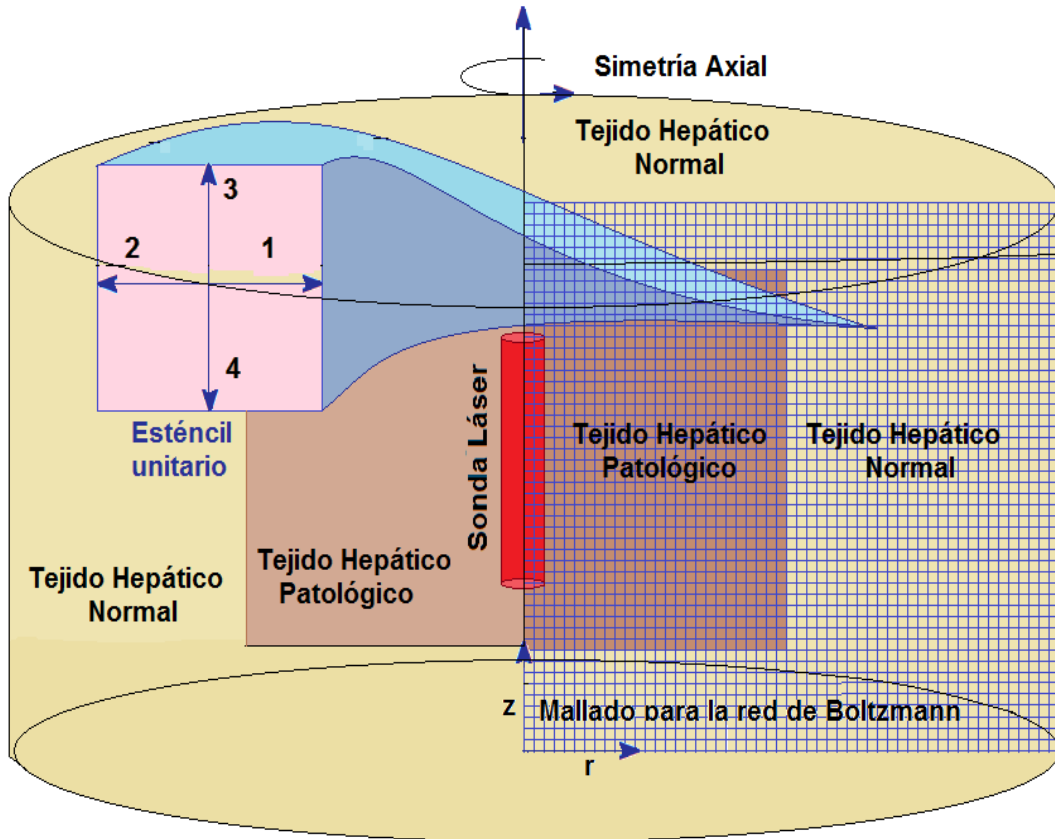 Simetría Axial
Tejido Hepático
Normal
3
2
1
4
Esténcil
unitario
Sonda Láser
Tejido Hepático
Patológico
Tejido Hepático
Normal
Tejido Hepático
Patológico
Tejido Hepático
Normal
z
Mallado para la red de Boltzmann
r